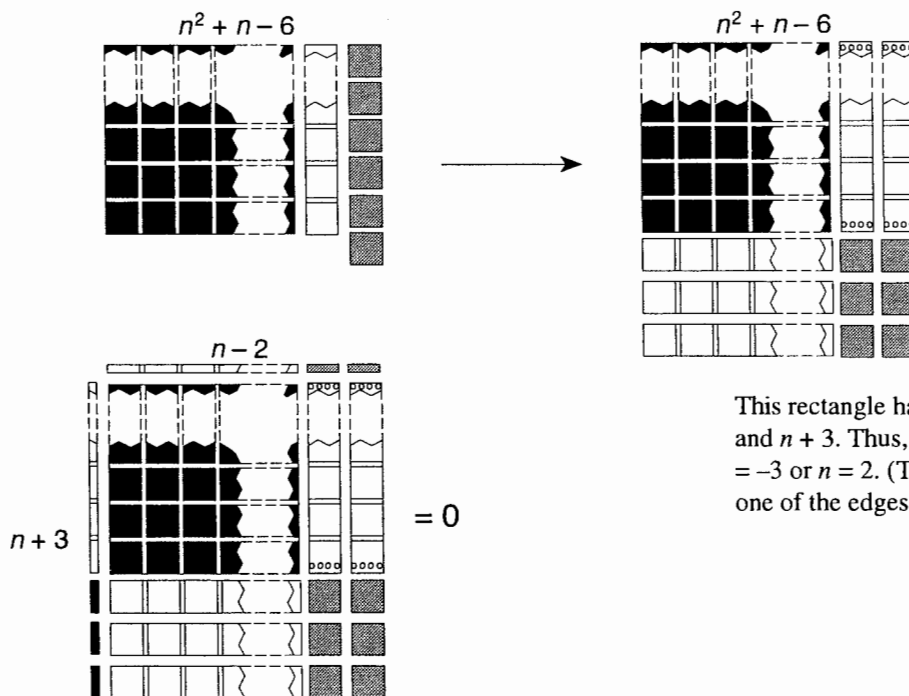 n² + n – 6
n² + n – 6
n – 2
n + 3
= 0
This rectangle
and n + 3. Thus,
= –3 or n = 2. (
one of the edges